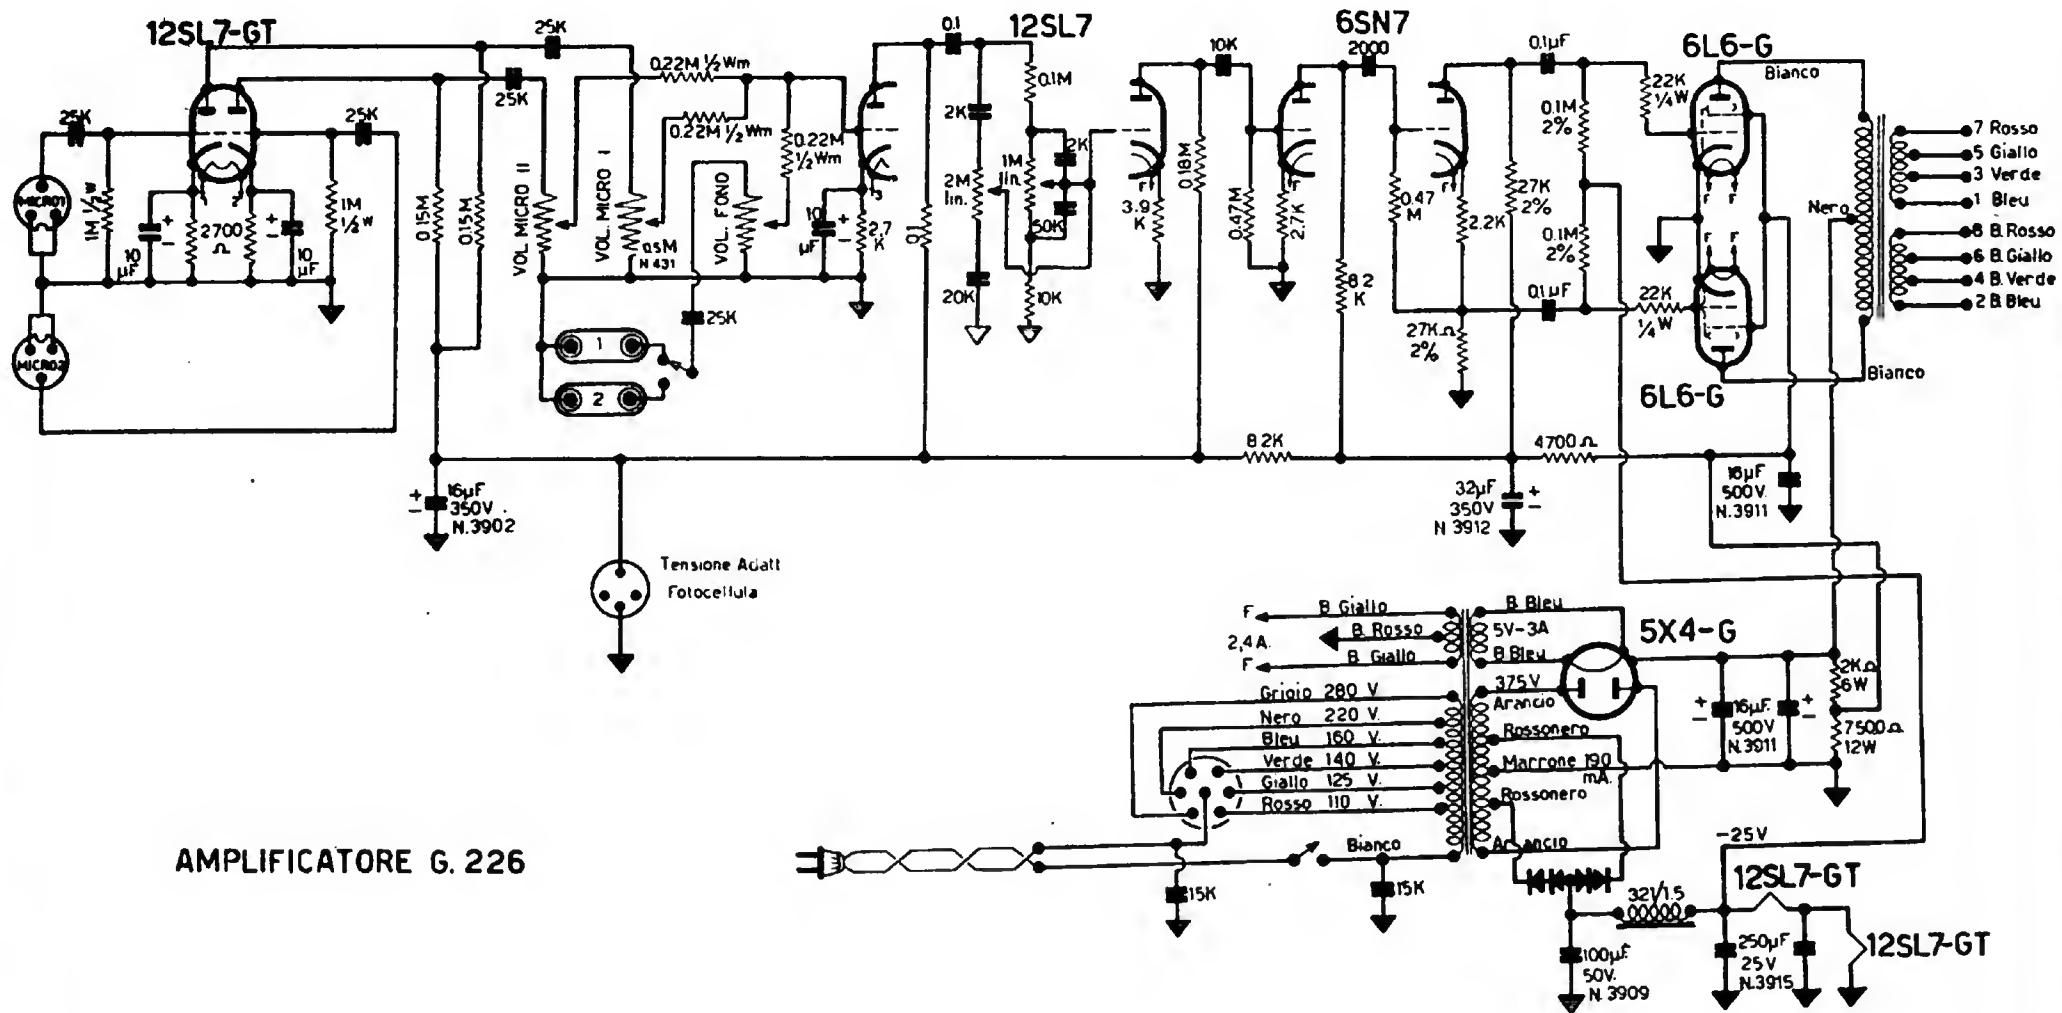 12SL7-GT
25K
25K
25K
25K
MICRO1
MICRO2
1M ½W
10 µF
2700 Ω
10 µF
1 2
1M ½W
0.15M
0.15M
VOL. MICRO II
VOL. MICRO I
0.5M
N 431
VOL. FONO
0.22M ½Wm
0.22M ½Wm
0.22M ½Wm
25K
1
2
10 µF
2.7 K
3
0.1
0.1
12SL7
2K
2M lin.
20K
0.1M
1M lin.
2K
50K
10K
F
3.9 K
0.18M
10K
0.47M
6SN7
2000
F
2.7K
8.2 K
0.47 M
F
2.2K
27K 2%
27KΩ 2%
0.1µF
0.1M 2%
0.1M 2%
0.1µF
22K ¼W
22K ¼W
6L6-G
F F
F F
6L6-G
Bianco
Nero
Bianco
7 Rosso
5 Giallo
3 Verde
1 Bleu
8 B. Rosso
6 B. Giallo
4 B. Verde
2 B. Bleu
8.2K
4700 Ω
16µF
350V
N.3902
32µF
350V
N 3912
16µF
500V.
N.3911
Tensione Adatt
Fotocellula
F B Giallo
2,4 A. B. Rosso
F B Giallo
B Bleu
5V-3A
B Bleu
5X4-G
375V
Arancio
Rossonero
Marrone 190 mA.
Rossonero
Arancio
Grigio 280 V
Nero 220 V.
Bleu 160 V.
Verde 140 V.
Giallo 125 V.
Rosso 110 V.
Bianco
15K
15K
16µF.
500V
N.3911
2KΩ
6W
7500Ω
12W
-25V
12SL7-GT
321/1.5
100µF.
50V.
N. 3909
250µF
25V
N.3915
12SL7-GT
AMPLIFICATORE G. 226